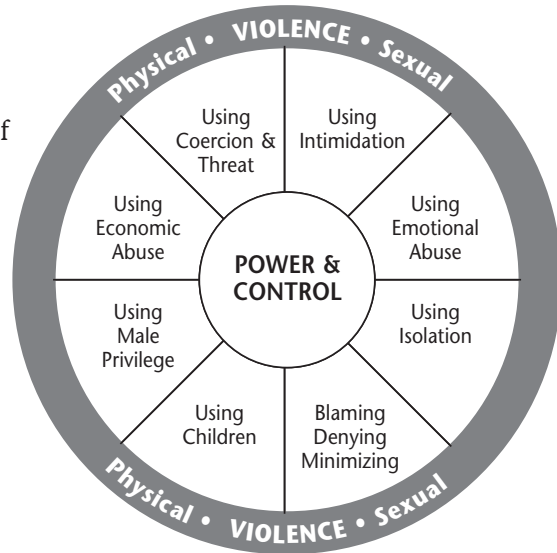 Physical • VIOLENCE • Sexual
f
Using
Coercion &
Threat
Using
Intimidation
Using
Emotional
Abuse
Using
Isolation
Blaming
Denying
Minimizing
Using
Children
Using
Male
Privilege
Using
Economic
Abuse
POWER &
CONTROL
Physical • VIOLENCE • Sexual